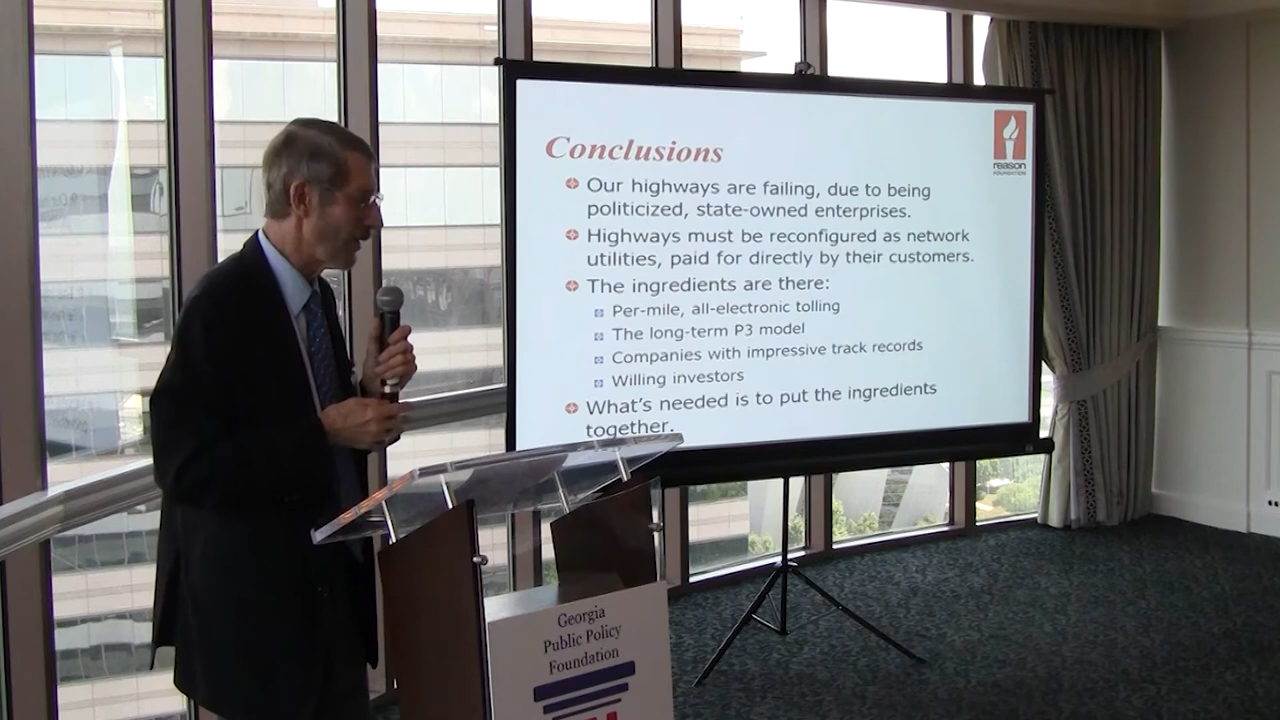 Conclusions
reason
FOUNDATION
Our highways are failing, due to being
politicized, state-owned enterprises.
Highways must be reconfigured as network
utilities, paid for directly by their customers.
The ingredients are there:
Per-mile, all-electronic tolling
The long-term P3 model
Companies with impressive track records
Willing investors
What's needed is to put the ingredients
together.
Georgia
Public Policy
Foundation